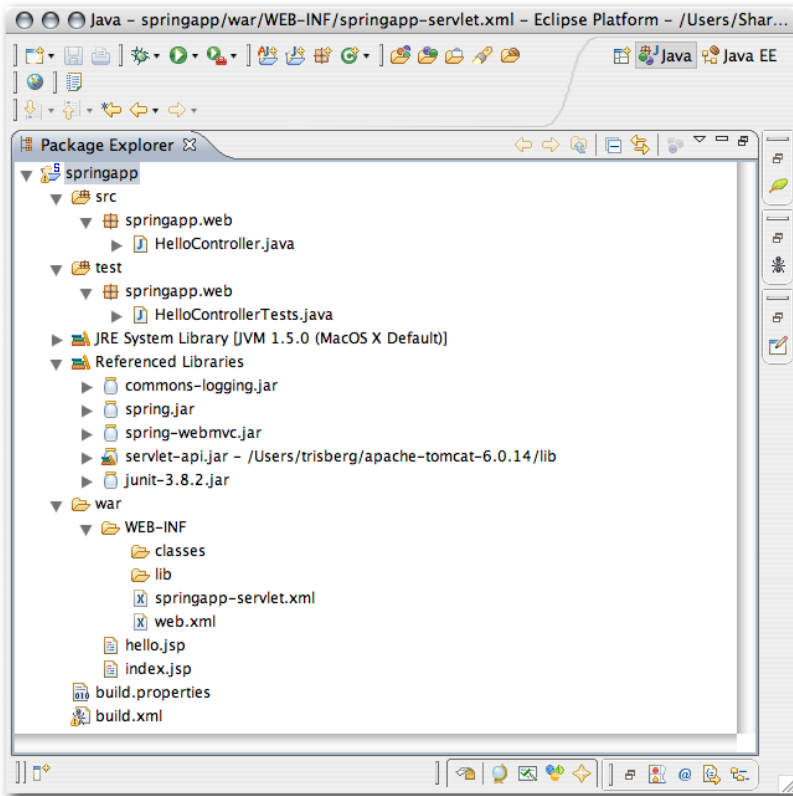 Java – springapp/war/WEB-INF/springapp-servlet.xml – Eclipse Platform – /Users/Shar...
Java Java EE
Package Explorer
springapp
src
springapp.web
HelloController.java
test
springapp.web
HelloControllerTests.java
JRE System Library [JVM 1.5.0 (MacOS X Default)]
Referenced Libraries
commons-logging.jar
spring.jar
spring-webmvc.jar
servlet-api.jar – /Users/trisberg/apache-tomcat-6.0.14/lib
junit-3.8.2.jar
war
WEB-INF
classes
lib
springapp-servlet.xml
web.xml
hello.jsp
index.jsp
build.properties
build.xml